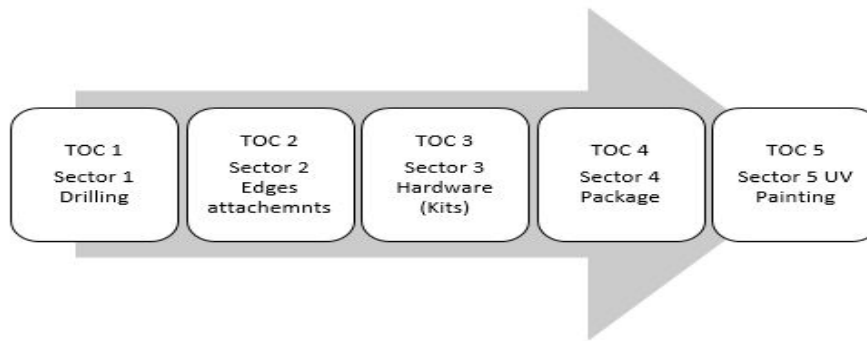 TOC 1
Sector 1
Drilling
TOC 2
Sector 2
Edges
attachemnts
TOC 3
Sector 3
Hardware
(Kits)
TOC 4
Sector 4
Package
TOC 5
Sector 5 UV
Painting